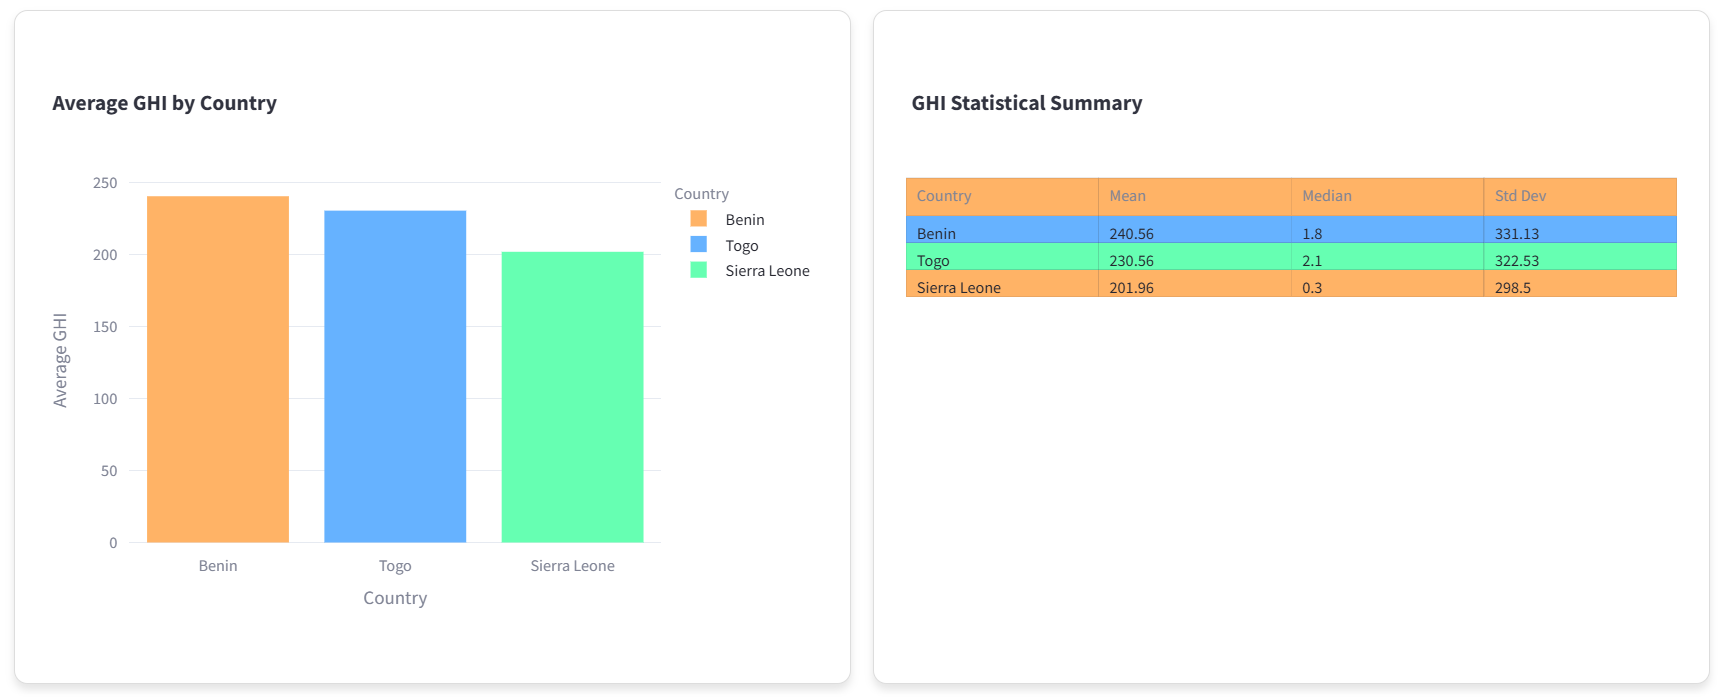 Average GHI by Country
250
200
150
100
50
0
Average GHI
Benin Togo Sierra Leone
Country
Country
Benin
Togo
Sierra Leone
GHI Statistical Summary
Country Mean Median Std Dev
Benin 240.56 1.8 331.13
Togo 230.56 2.1 322.53
Sierra Leone 201.96 0.3 298.5